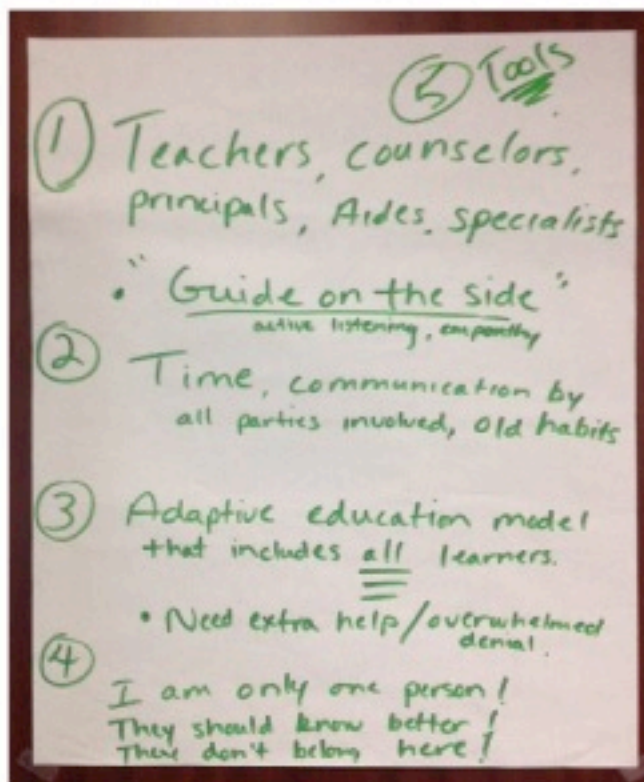 ⑤ Tools
① Teachers, counselors,
principals, Aides, specialists
• "Guide on the side"
active listening, empanthy
② Time, communication by
all parties involved, old habits
③ Adaptive education model
that includes all learners.
• Need extra help/overwhelmed
denial.
④
I am only one person!
They should know better!
There don't belong here!